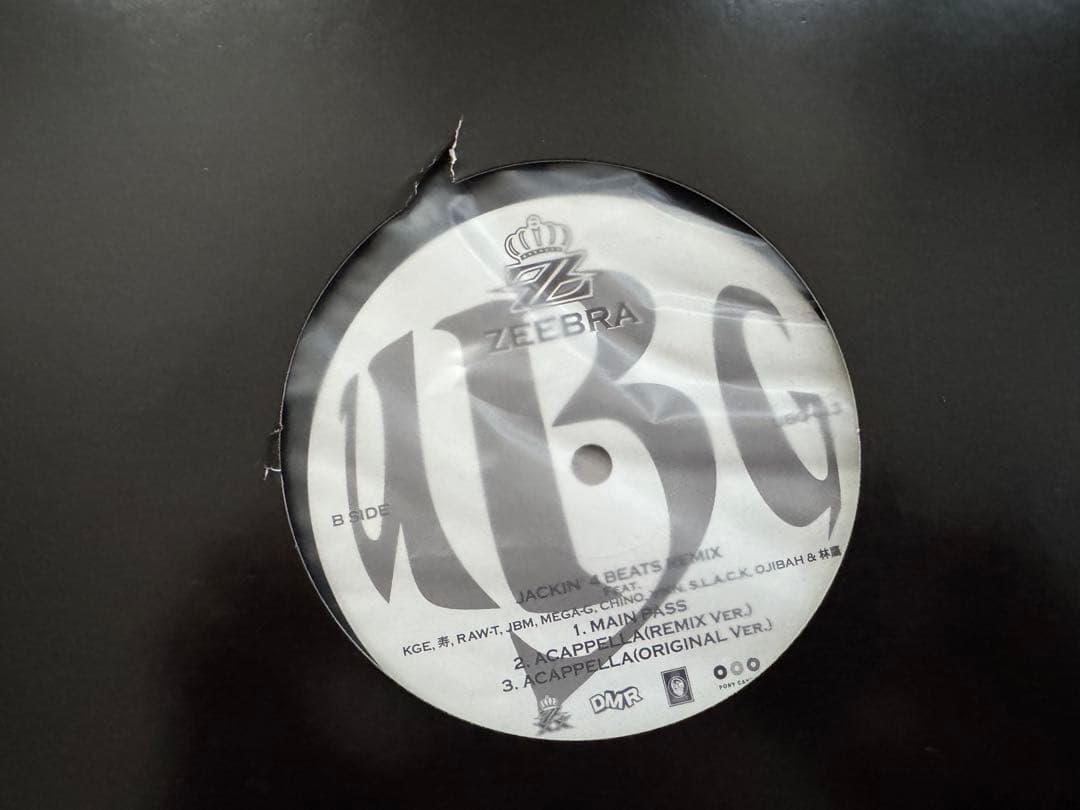 ZEEBRA
UBG
B SIDE
JACKIN' 4 BEATS REMIX
FEAT.
KGE, 寿, RAW-T, JBM, MEGA-G, CHINO, S.L.A.C.K, OJIBAH & 林鷹
1. MAIN PASS
2. ACAPPELLA(REMIX VER.)
3. ACAPPELLA(ORIGINAL VER.)
DMR
PONY